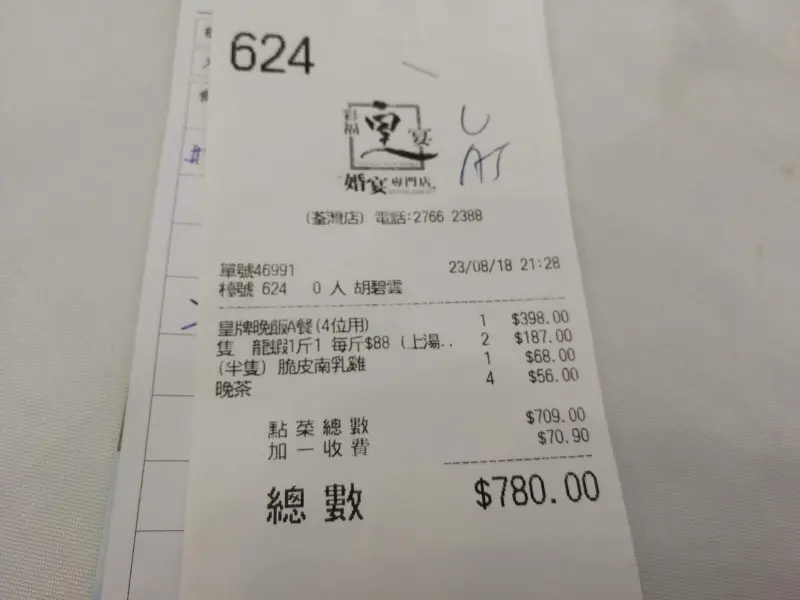 624
彩福
皇
宴
婚宴專門店
(荃灣店) 電話:2766 2388
單號46991 23/08/18 21:28
檯號 624 0 人 胡碧雲
皇牌晚飯A餐(4位用) 1 $398.00
隻 龍蝦1斤1 每斤$88 (上湯.. 2 $187.00
(半隻) 脆皮南乳雞 1 $68.00
晚茶 4 $56.00
點菜總數 $709.00
加一收費 $70.90
總數 $780.00